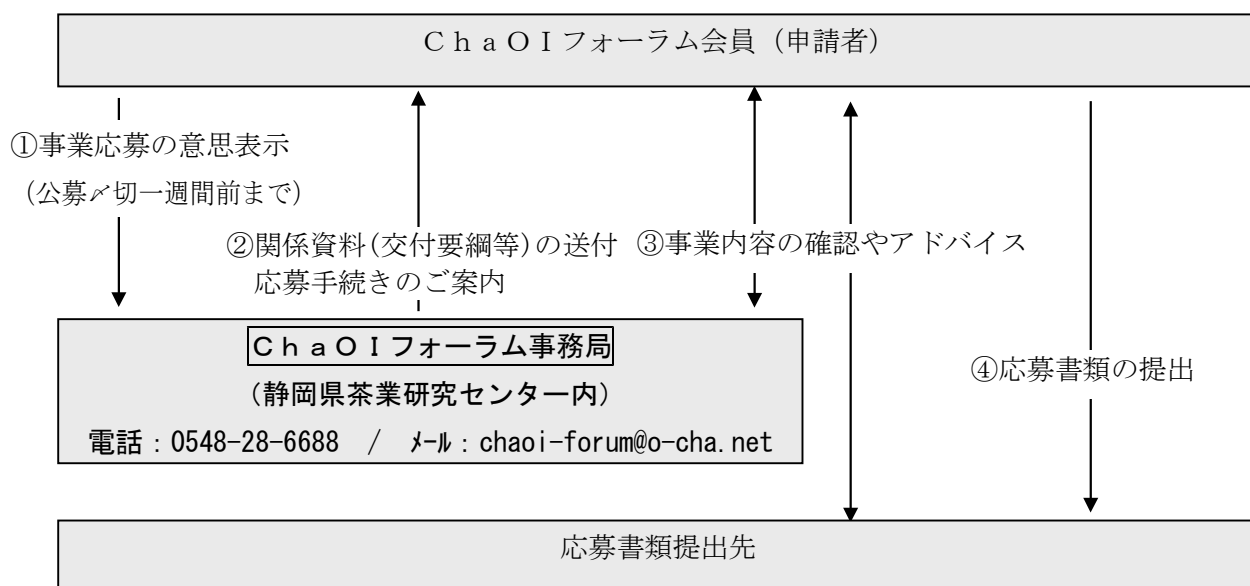 ＣｈａＯＩフォーラム会員（申請者）
①事業応募の意思表示
（公募〆切一週間前まで）
②関係資料(交付要綱等)の送付
応募手続きのご案内
③事業内容の確認やアドバイス
ＣｈａＯＩフォーラム事務局
（静岡県茶業研究センター内）
電話：0548-28-6688 / ﾒｰﾙ：chaoi-forum@o-cha.net
④応募書類の提出
応募書類提出先